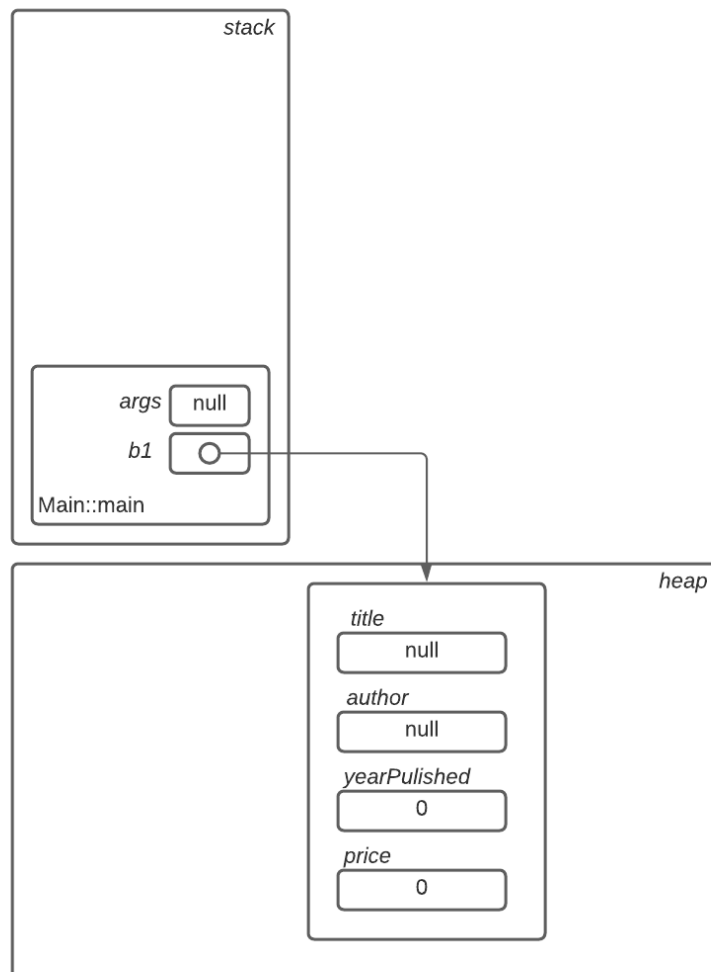 stack
args
null
b1
Main::main
heap
title
null
author
null
yearPulished
0
price
0